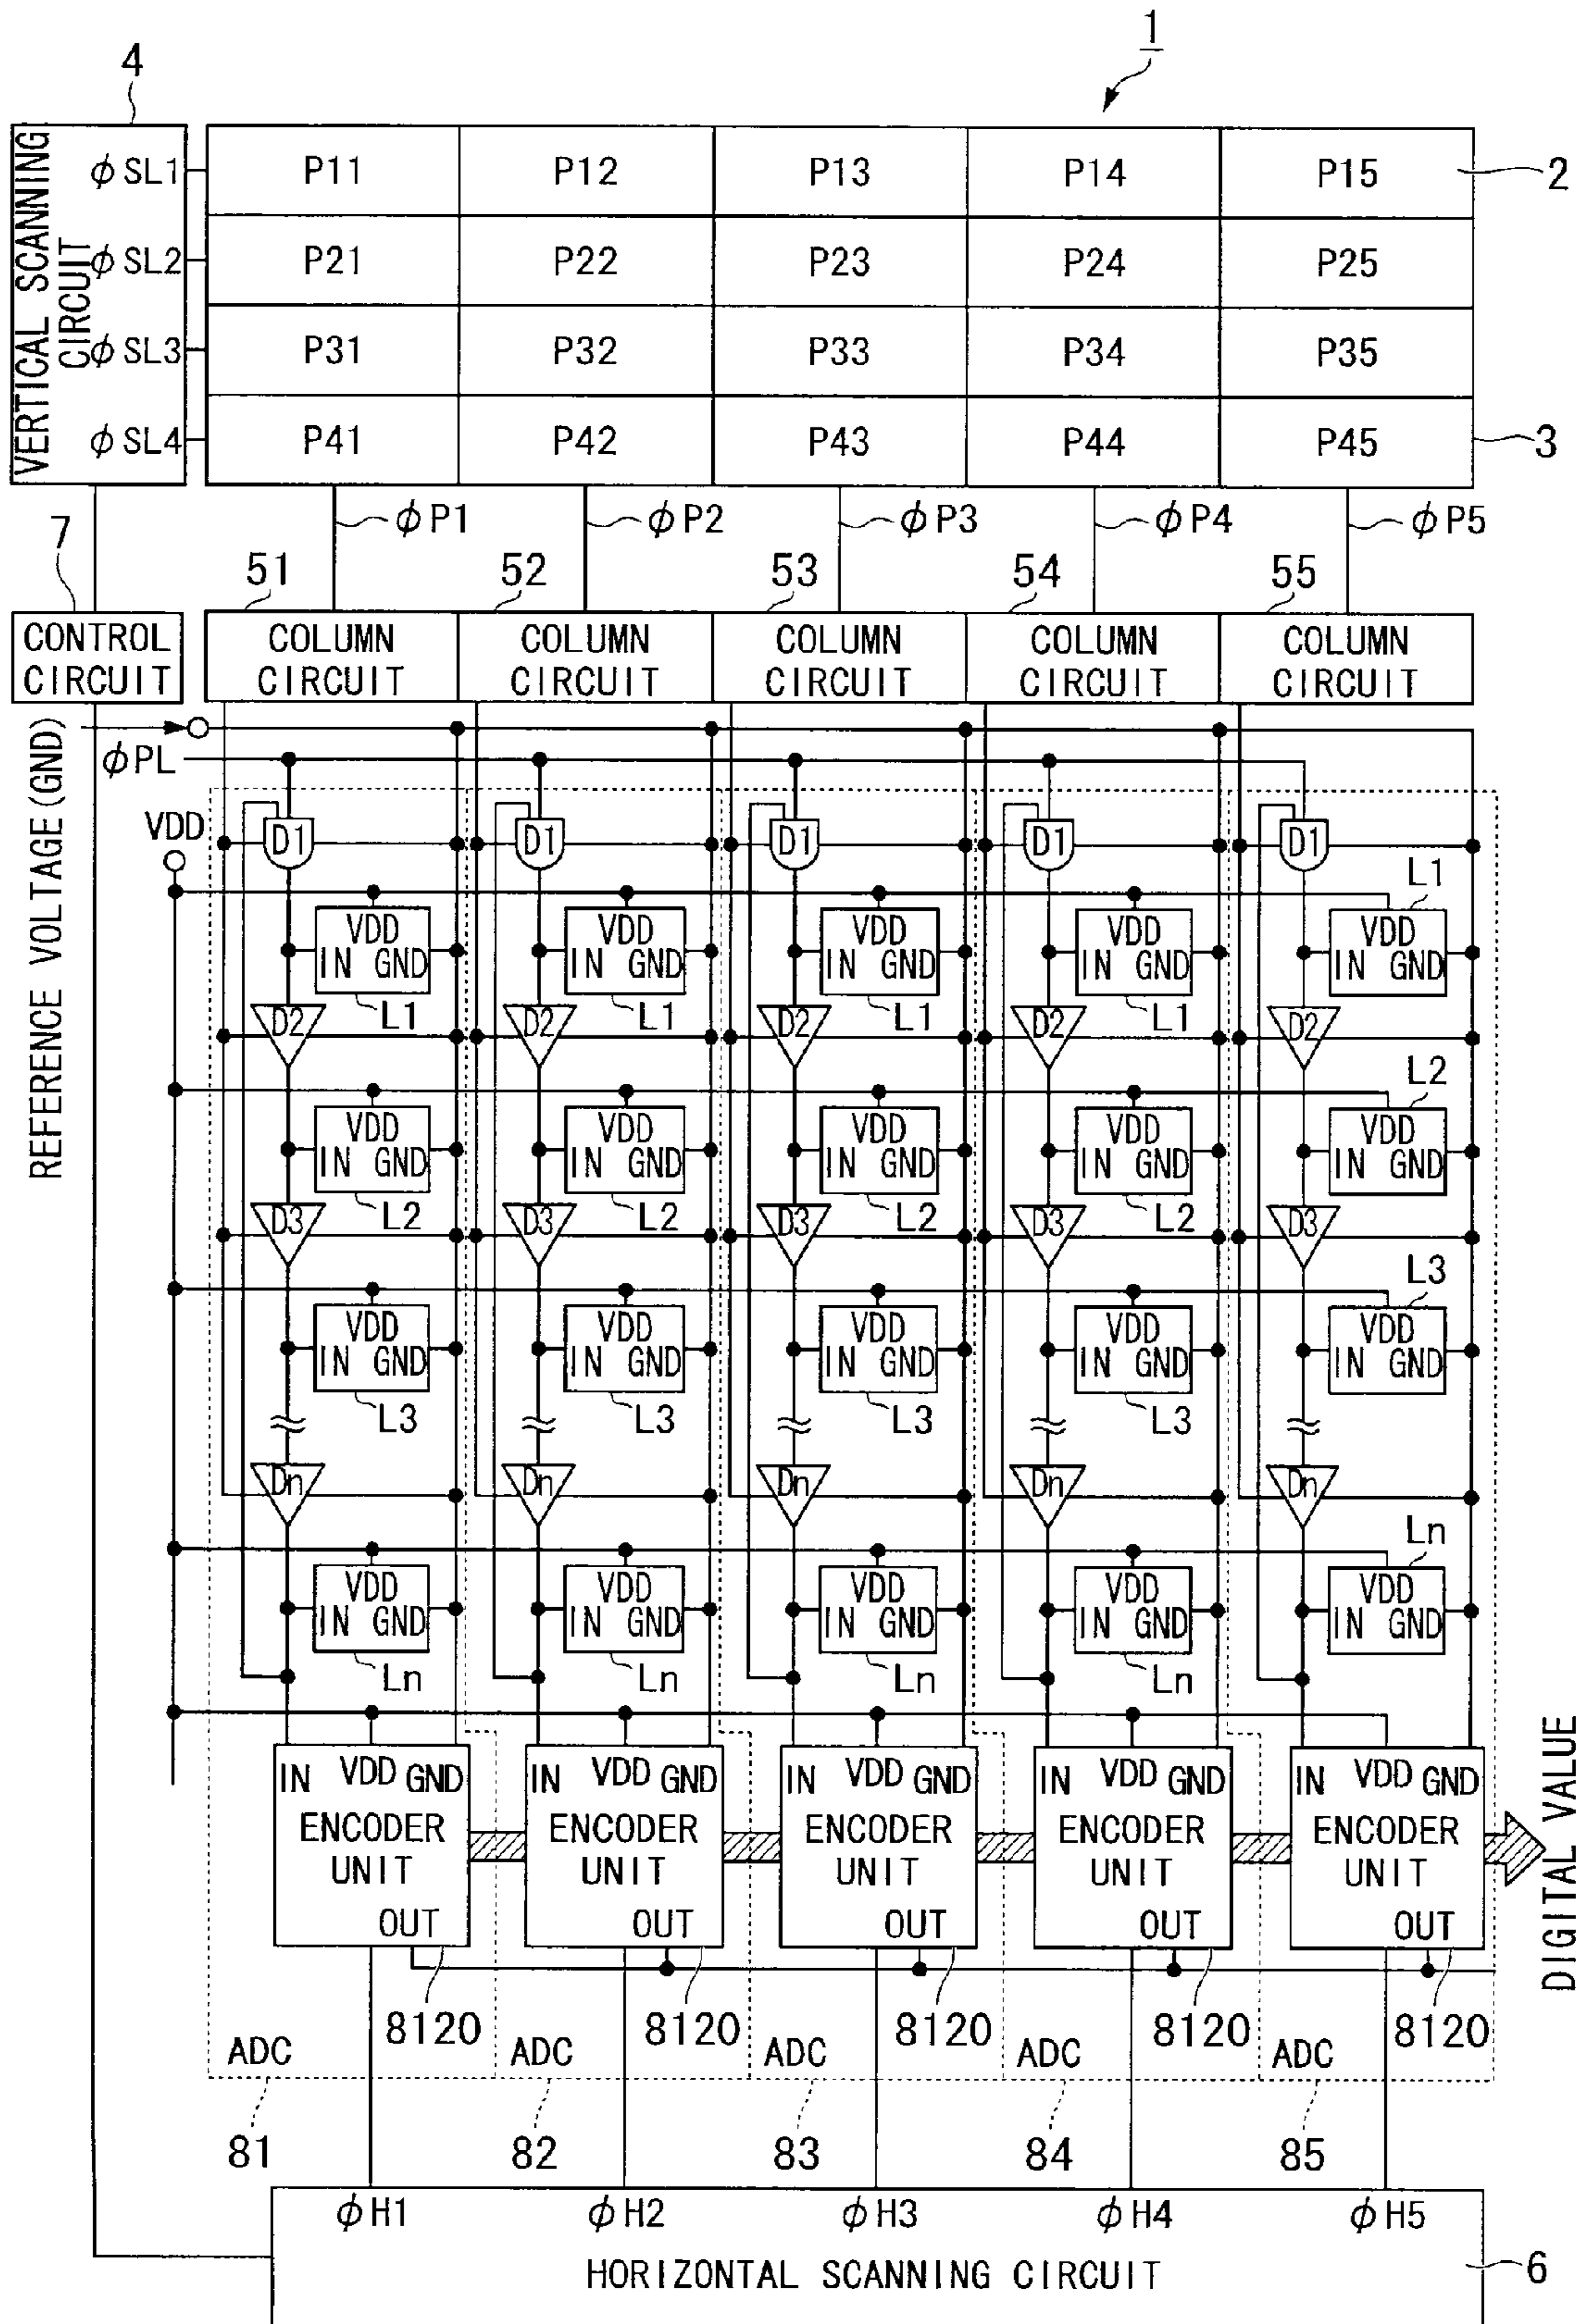 1
4
VERTICAL SCANNING CIRCUIT
φSL1 P11 P12 P13 P14 P15 2
φSL2 P21 P22 P23 P24 P25
φSL3 P31 P32 P33 P34 P35
φSL4 P41 P42 P43 P44 P45 3
φP1 φP2 φP3 φP4 φP5
7 51 52 53 54 55
CONTROL CIRCUIT
COLUMN CIRCUIT COLUMN CIRCUIT COLUMN CIRCUIT COLUMN CIRCUIT COLUMN CIRCUIT
REFERENCE VOLTAGE(GND)
φPL
VDD
D1 D1 D1 D1 D1
L1
VDD VDD VDD VDD VDD
IN GND IN GND IN GND IN GND IN GND
L1 L1 L1 L1
D2 D2 D2 D2 D2
L2
VDD VDD VDD VDD VDD
IN GND IN GND IN GND IN GND IN GND
L2 L2 L2 L2
D3 D3 D3 D3 D3
L3
VDD VDD VDD VDD VDD
IN GND IN GND IN GND IN GND IN GND
L3 L3 L3 L3
Dn Dn Dn Dn Dn
Ln
VDD VDD VDD VDD VDD
IN GND IN GND IN GND IN GND IN GND
Ln Ln Ln Ln
IN VDD GND IN VDD GND IN VDD GND IN VDD GND IN VDD GND
ENCODER ENCODER ENCODER ENCODER ENCODER
UNIT UNIT UNIT UNIT UNIT
OUT OUT OUT OUT OUT
DIGITAL VALUE
8120 8120 8120 8120 8120
ADC ADC ADC ADC ADC
81 82 83 84 85
φH1 φH2 φH3 φH4 φH5
HORIZONTAL SCANNING CIRCUIT 6